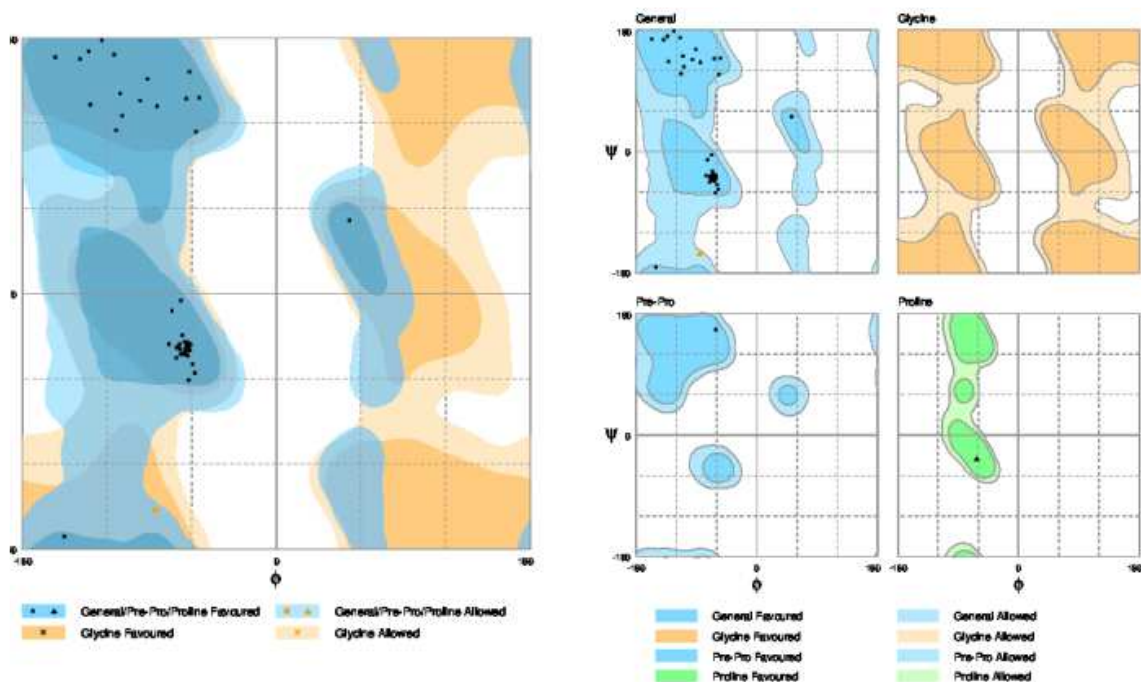 General
Glycine
180
Ψ
0
-180
Pre-Pro
Proline
180
Ψ
0
-180
-180
0
180
ϕ
-180
0
180
ϕ
-180
0
180
ϕ
General/Pre-Pro/Proline Favoured
General/Pre-Pro/Proline Allowed
Glycine Favoured
Glycine Allowed
General Favoured
General Allowed
Glycine Favoured
Glycine Allowed
Pre-Pro Favoured
Pre-Pro Allowed
Proline Favoured
Proline Allowed